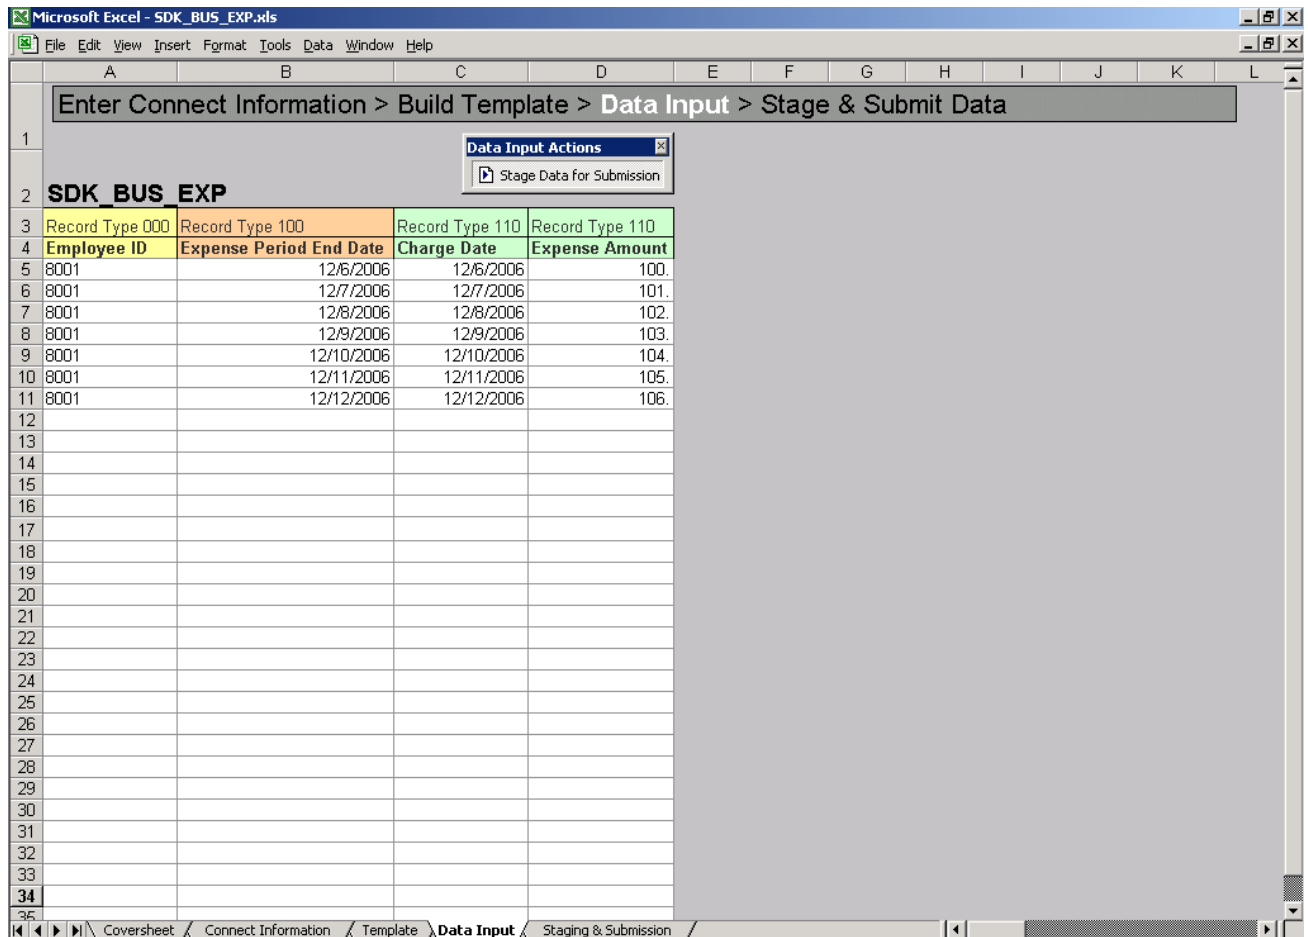 Microsoft Excel - SDK_BUS_EXP.xls
File Edit View Insert Format Tools Data Window Help
A B C D E F G H I J K L
Enter Connect Information > Build Template > Data Input > Stage & Submit Data
1
Data Input Actions
Stage Data for Submission
2 SDK_BUS_EXP
3 Record Type 000 Record Type 100 Record Type 110 Record Type 110
4 Employee ID Expense Period End Date Charge Date Expense Amount
5 8001 12/6/2006 12/6/2006 100.
6 8001 12/7/2006 12/7/2006 101.
7 8001 12/8/2006 12/8/2006 102.
8 8001 12/9/2006 12/9/2006 103.
9 8001 12/10/2006 12/10/2006 104.
10 8001 12/11/2006 12/11/2006 105.
11 8001 12/12/2006 12/12/2006 106.
12
13
14
15
16
17
18
19
20
21
22
23
24
25
26
27
28
29
30
31
32
33
34
35
Coversheet Connect Information Template Data Input Staging & Submission